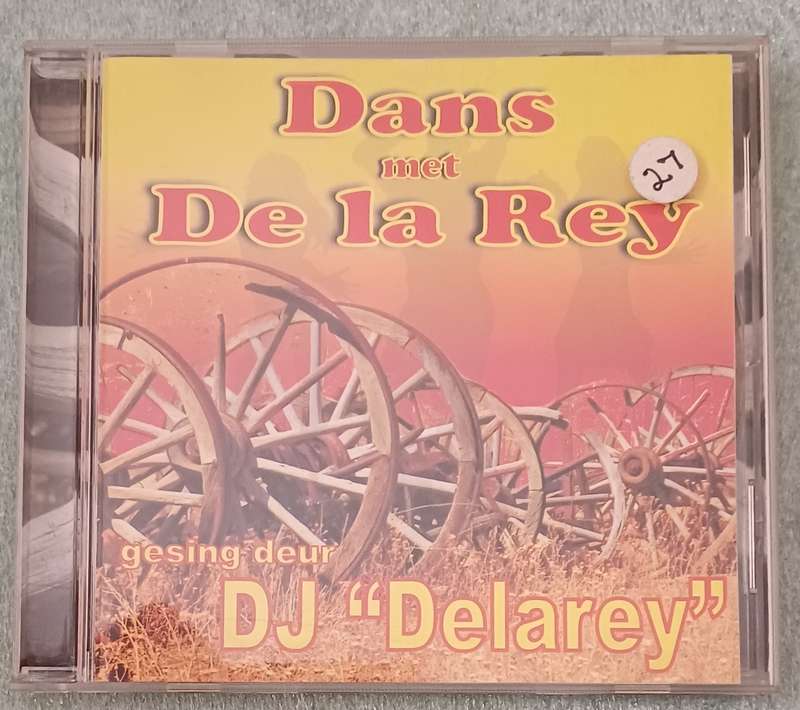 Dans
met
De la Rey
27
gesing deur
DJ “Delarey”